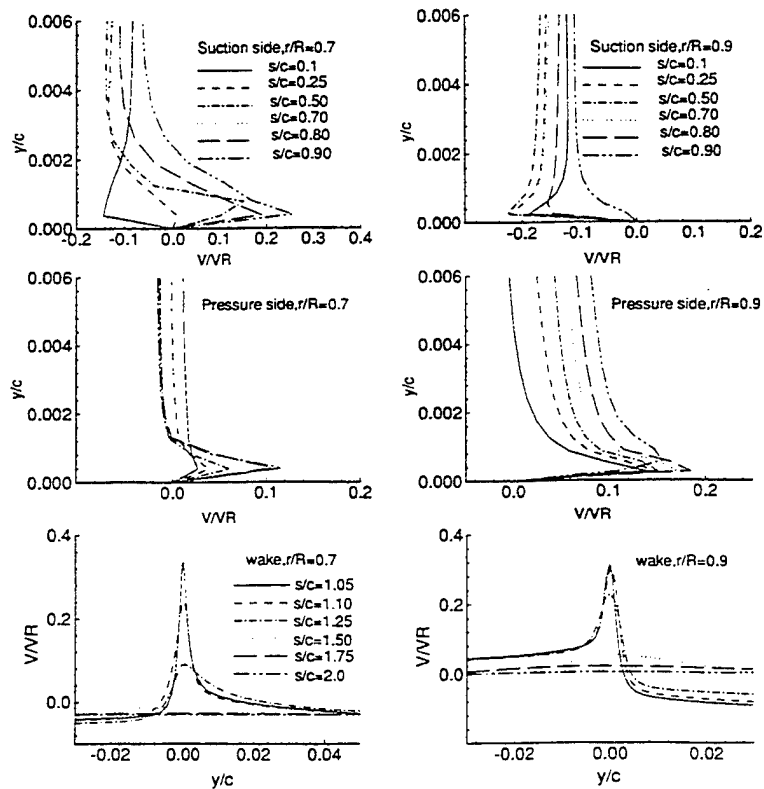 0.006
0.004
0.002
0.000
y/c
Suction side,r/R=0.7
s/c=0.1
s/c=0.25
s/c=0.50
s/c=0.70
s/c=0.80
s/c=0.90
-0.2 -0.1 0.0 0.1 0.2 0.3 0.4
V/VR
0.006
0.004
0.002
0.000
y/c
Suction side,r/R=0.9
s/c=0.1
s/c=0.25
s/c=0.50
s/c=0.70
s/c=0.80
s/c=0.90
-0.2 -0.1 0.0 0.1 0.2
V/VR
0.006
0.004
0.002
0.000
y/c
Pressure side,r/R=0.7
0.0 0.1 0.2
V/VR
0.006
0.004
0.002
0.000
y/c
Pressure side,r/R=0.9
0.0 0.1 0.2
V/VR
0.4
0.2
0.0
V/VR
wake,r/R=0.7
s/c=1.05
s/c=1.10
s/c=1.25
s/c=1.50
s/c=1.75
s/c=2.0
-0.02 0.00 0.02 0.04
y/c
0.4
0.2
0.0
V/VR
wake,r/R=0.9
-0.02 0.00 0.02
y/c